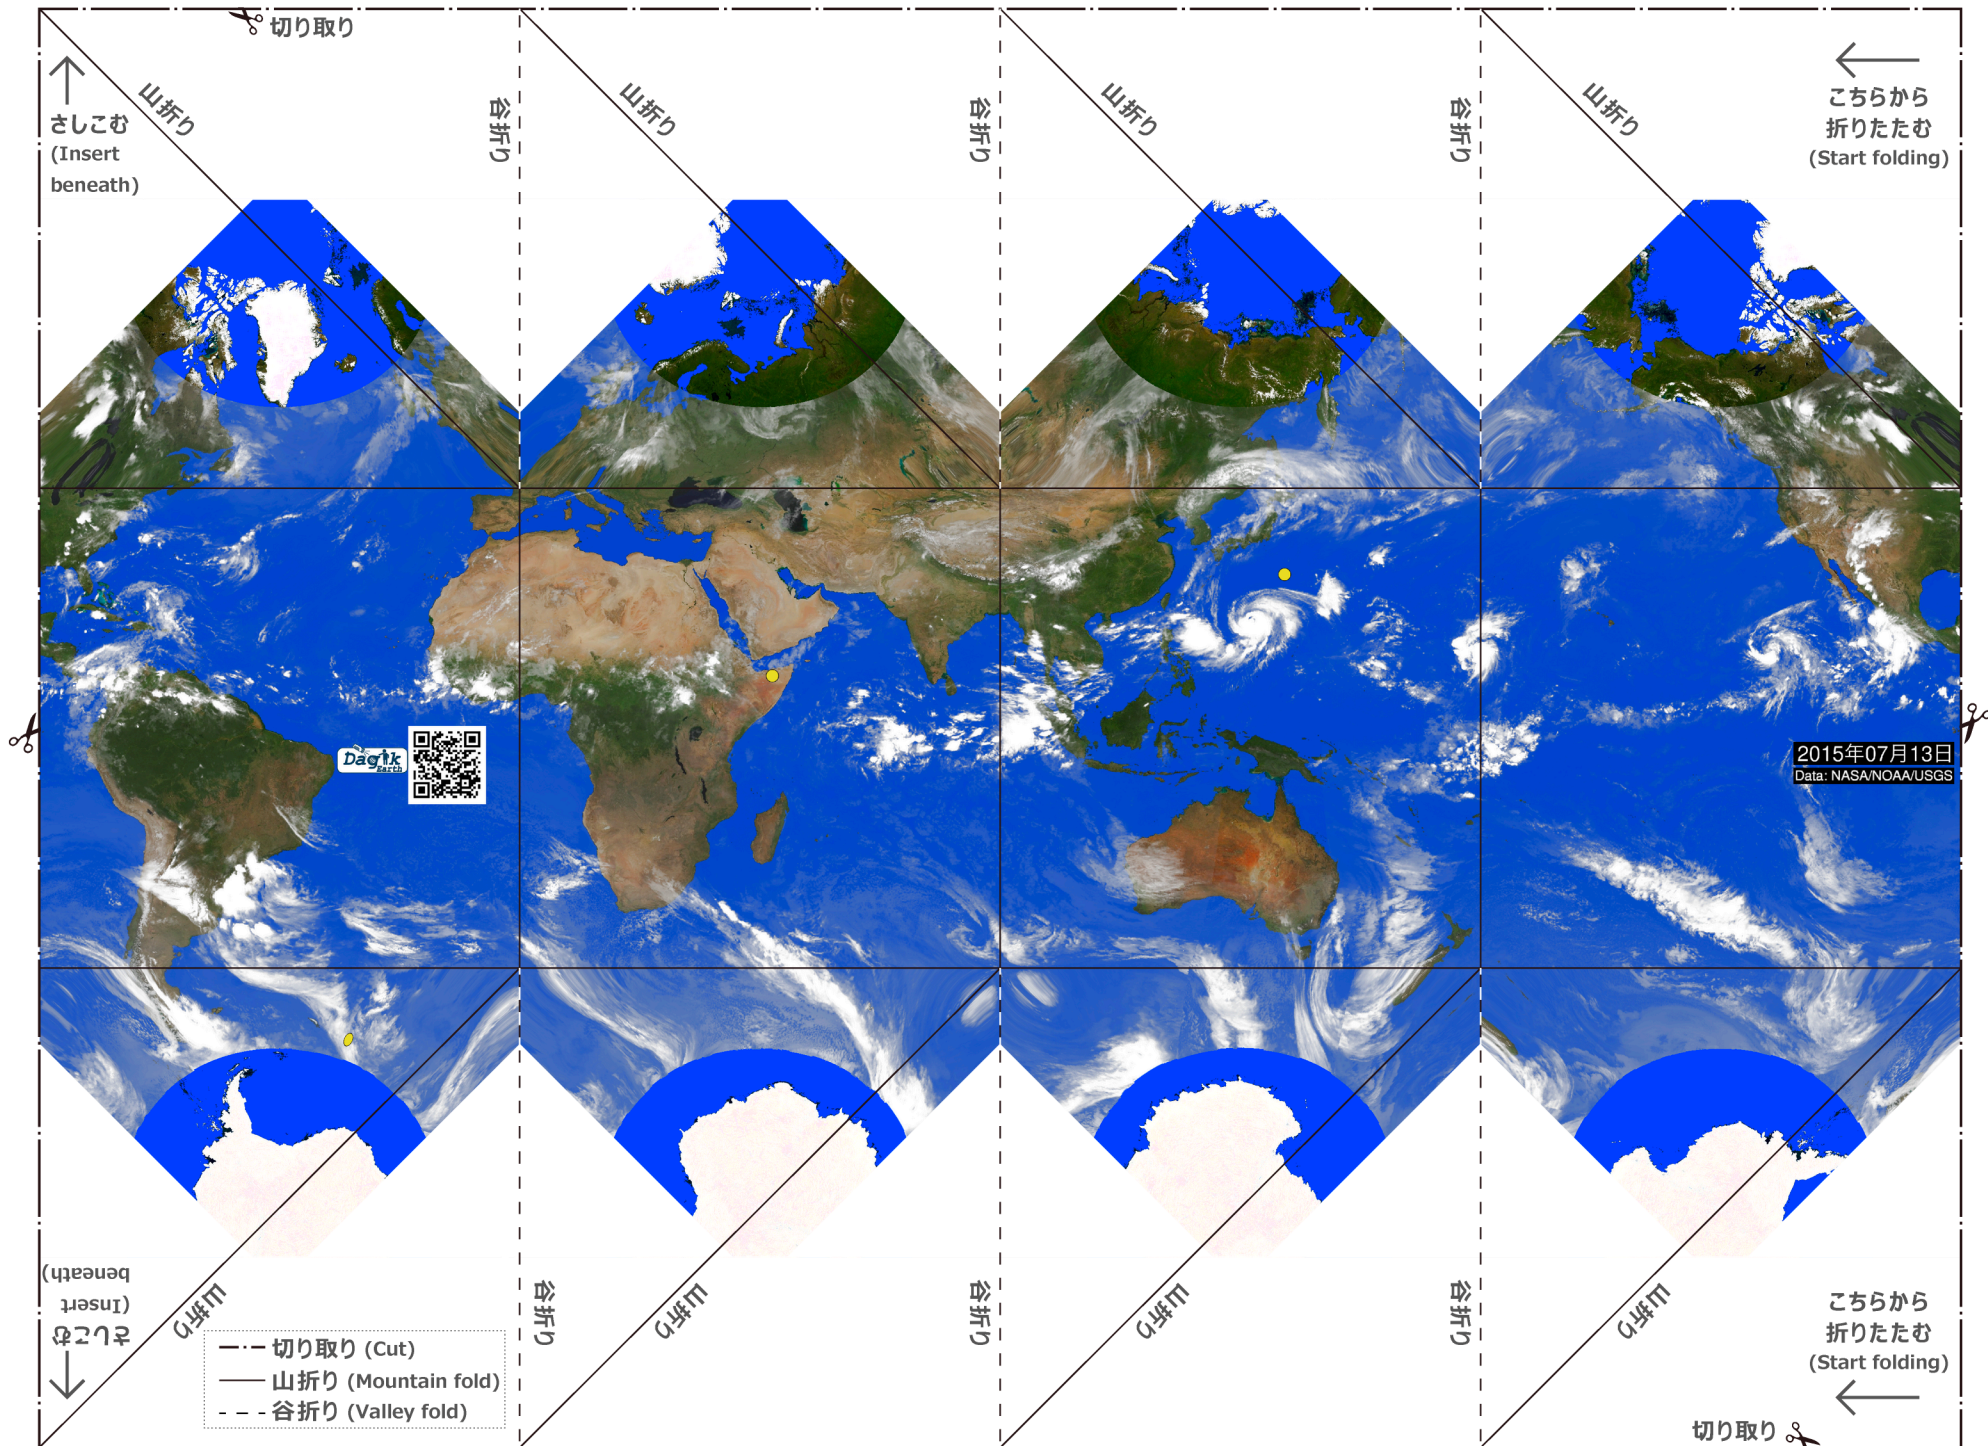 切り取り
さしこむ
(Insert
beneath)
山折り
谷折り
山折り
谷折り
山折り
谷折り
山折り
こちらから
折りたたむ
(Start folding)
Dagik
Earth
2015年07月13日
Data: NASA/NOAA/USGS
さしこむ
(Insert
beneath)
山折り
谷折り
山折り
谷折り
山折り
谷折り
山折り
こちらから
折りたたむ
(Start folding)
切り取り (Cut)
山折り (Mountain fold)
谷折り (Valley fold)
切り取り